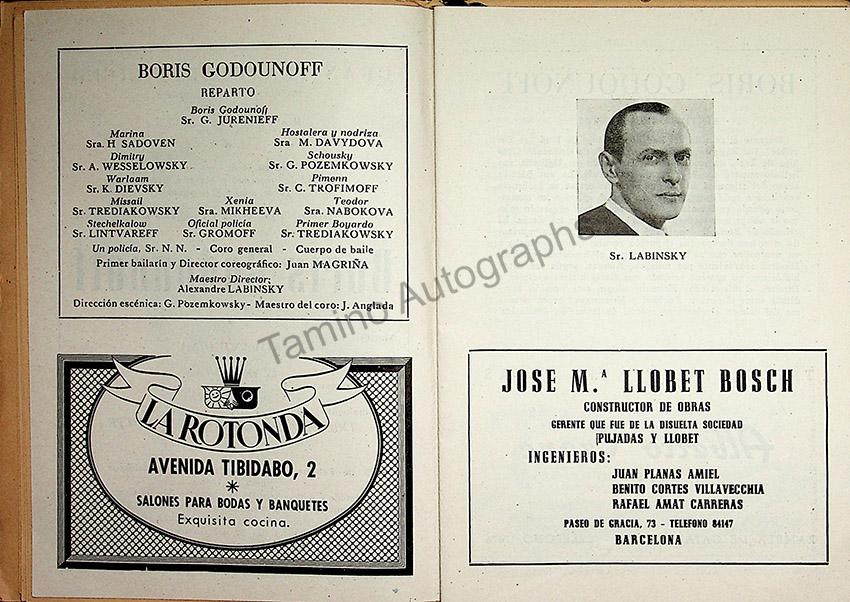 BORIS GODOUNOFF
REPARTO
Boris Godounoff
Sr. G. JURENIEFF
Marina Hostalera y nodriza
Sra. H SADOVEN Sra M. DAVYDOVA
Dimitry Schousky
Sr. A. WESSELOWSKY Sr. G. POZEMKOWSKY
Warlaam Pimenn
Sr. K. DIEVSKY Sr. C. TROFIMOFF
Missail Xenia Teodor
Sr. TREDIAKOWSKY Sra. MIKHEEVA Sra. NABOKOVA
Stechelkalow Oficial policía Primer Boyardo
Sr. LINTVAREFF Sr. GROMOFF Sr. TREDIAKOWSKY
Un policía, Sr. N. N. - Coro general - Cuerpo de baile
Primer bailarín y Director coreográfico: Juan MAGRIÑA
Maestro Director:
Alexandre LABINSKY
Dirección escénica: G. Pozemkowsky - Maestro del coro: J. Anglada
LA ROTONDA
AVENIDA TIBIDABO, 2
SALONES PARA BODAS Y BANQUETES
Exquisita cocina.
Sr. LABINSKY
JOSE M.ª LLOBET BOSCH
CONSTRUCTOR DE OBRAS
GERENTE QUE FUE DE LA DISUELTA SOCIEDAD
PUJADAS Y LLOBET
INGENIEROS:
JUAN PLANAS AMIEL
BENITO CORTES VILLAVECCHIA
RAFAEL AMAT CARRERAS
PASEO DE GRACIA, 73 - TELEFONO 84147
BARCELONA
Tamino Autographs